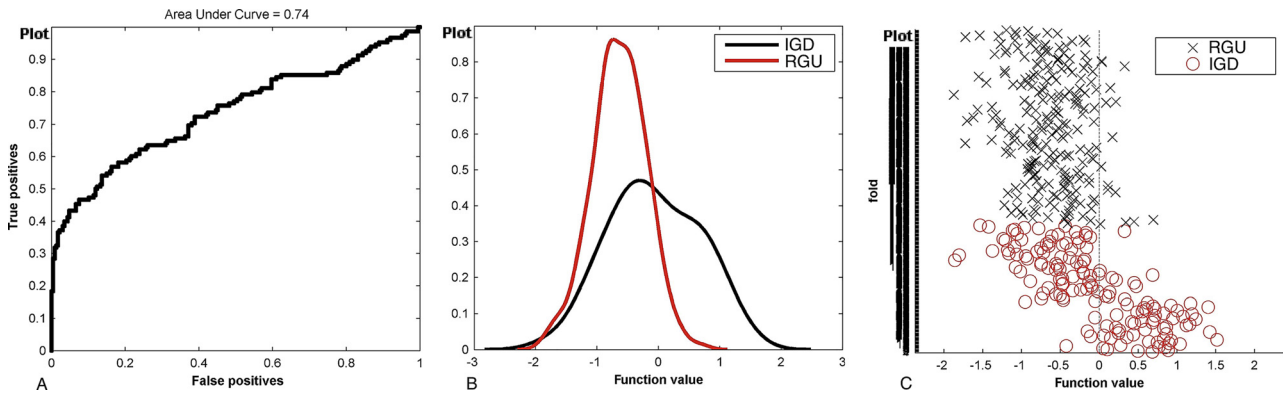 Area Under Curve = 0.74
Plot
1
0.9
0.8
0.7
0.6
0.5
0.4
0.3
0.2
0.1
0
True positives
0 0.2 0.4 0.6 0.8 1
False positives
A
Plot
0.8
0.7
0.6
0.5
0.4
0.3
0.2
0.1
0
IGD
RGU
-3 -2 -1 0 1 2 3
Function value
B
Plot
fold
RGU
IGD
-2 -1.5 -1 -0.5 0 0.5 1 1.5 2
Function value
C